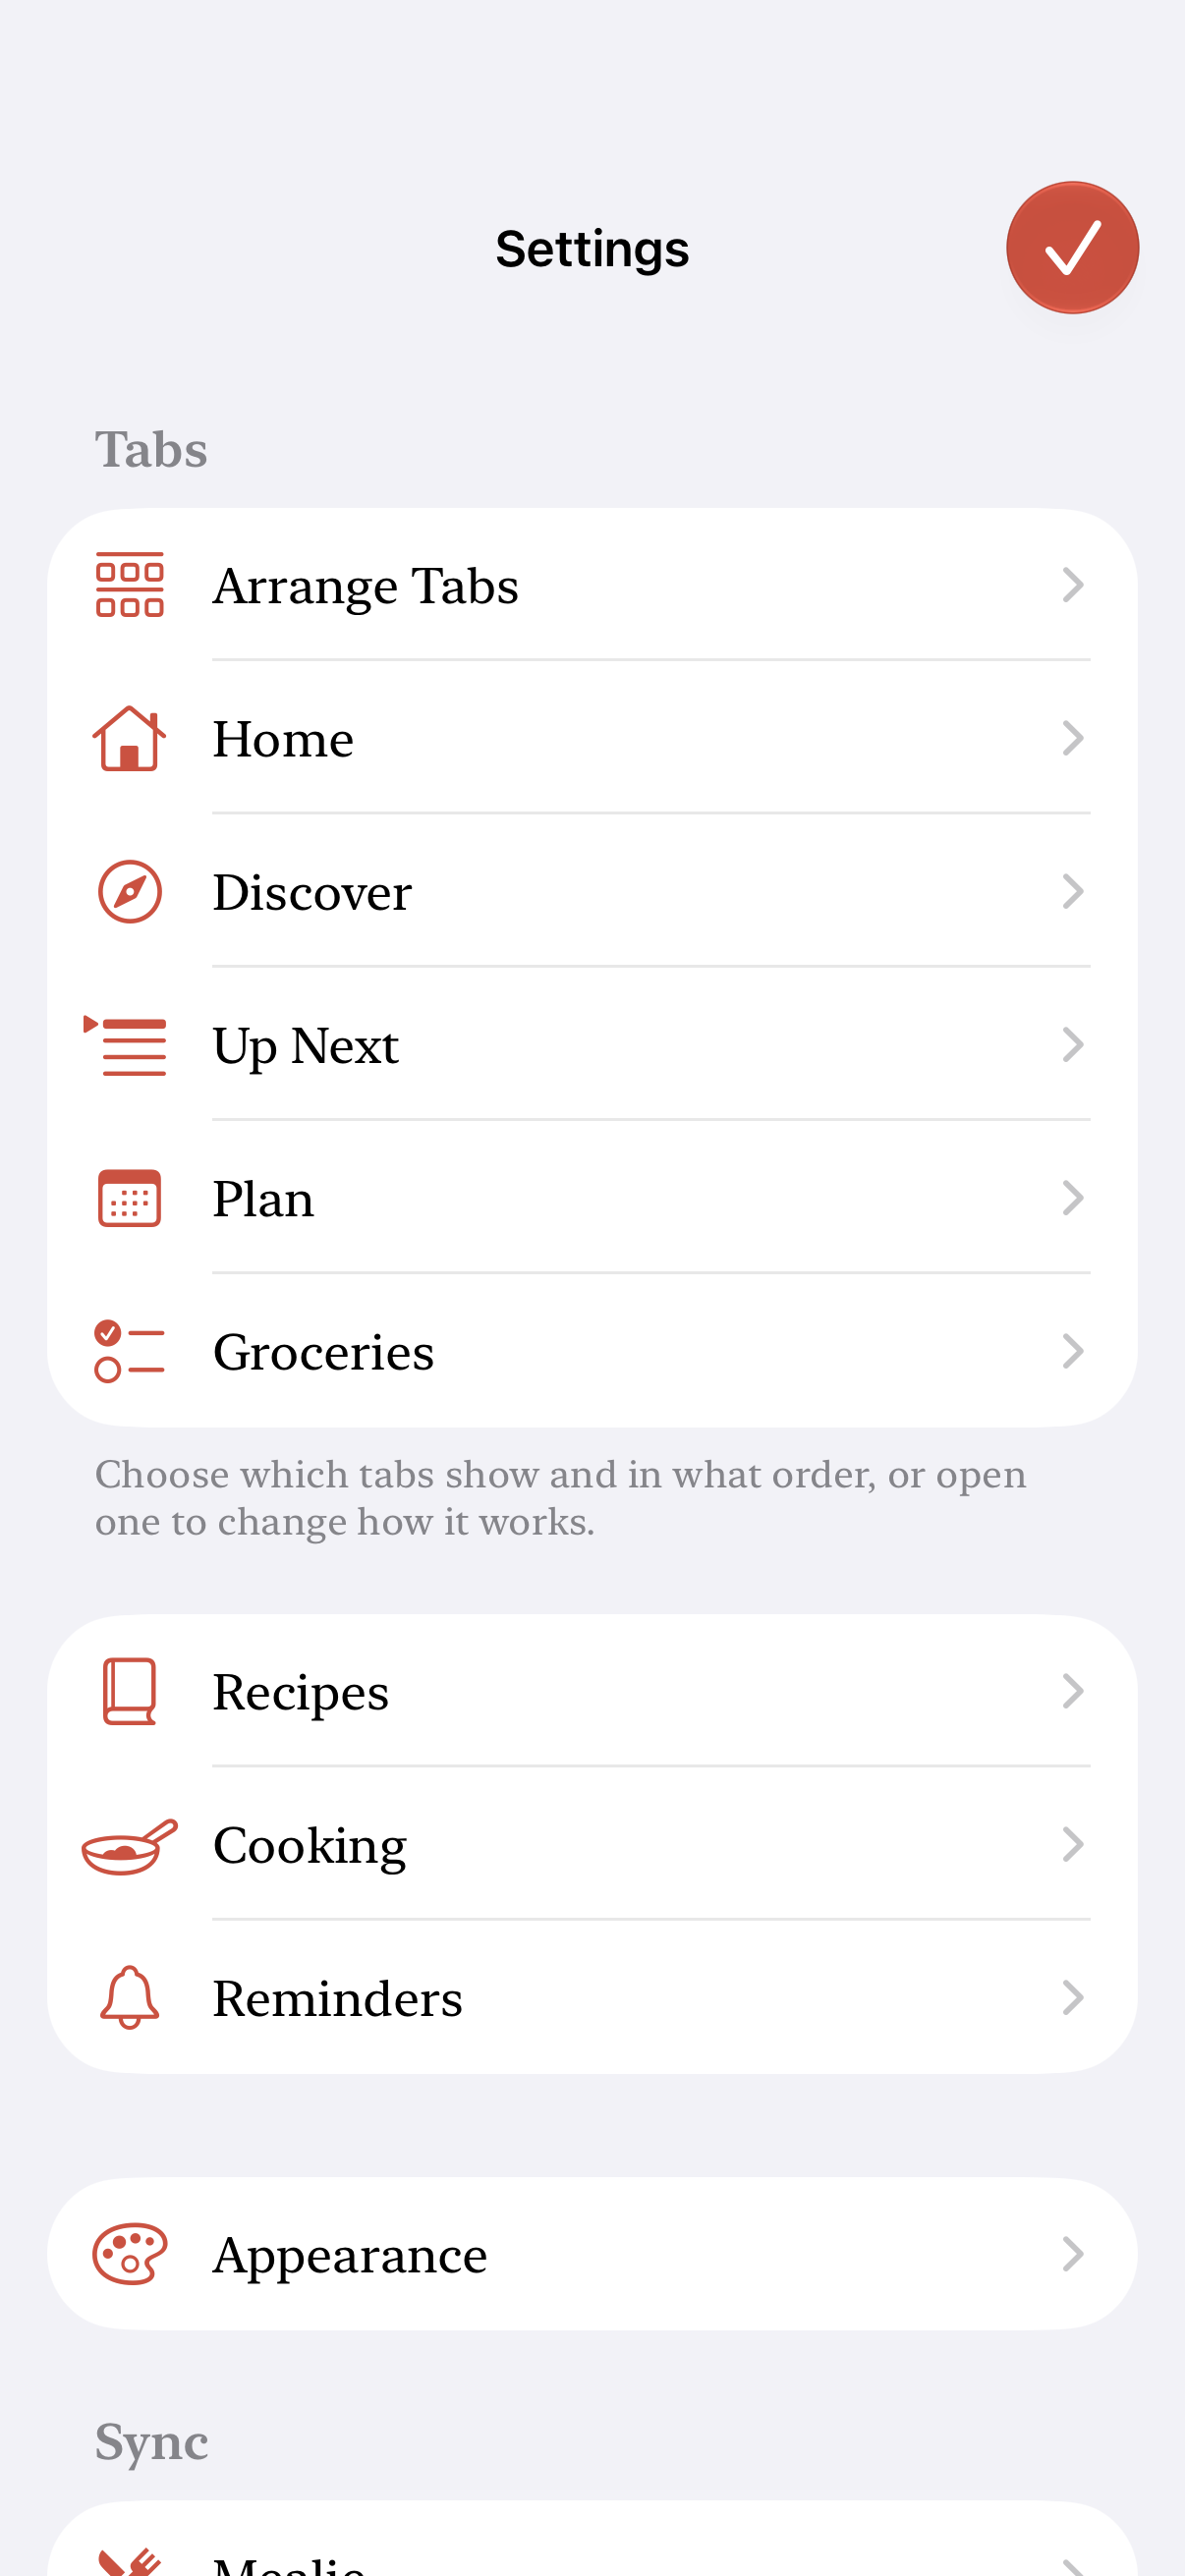 Settings
Tabs
Arrange Tabs
Home
Discover
Up Next
Plan
Groceries
Choose which tabs show and in what order, or open
one to change how it works.
Recipes
Cooking
Reminders
Appearance
Sync
Mealie